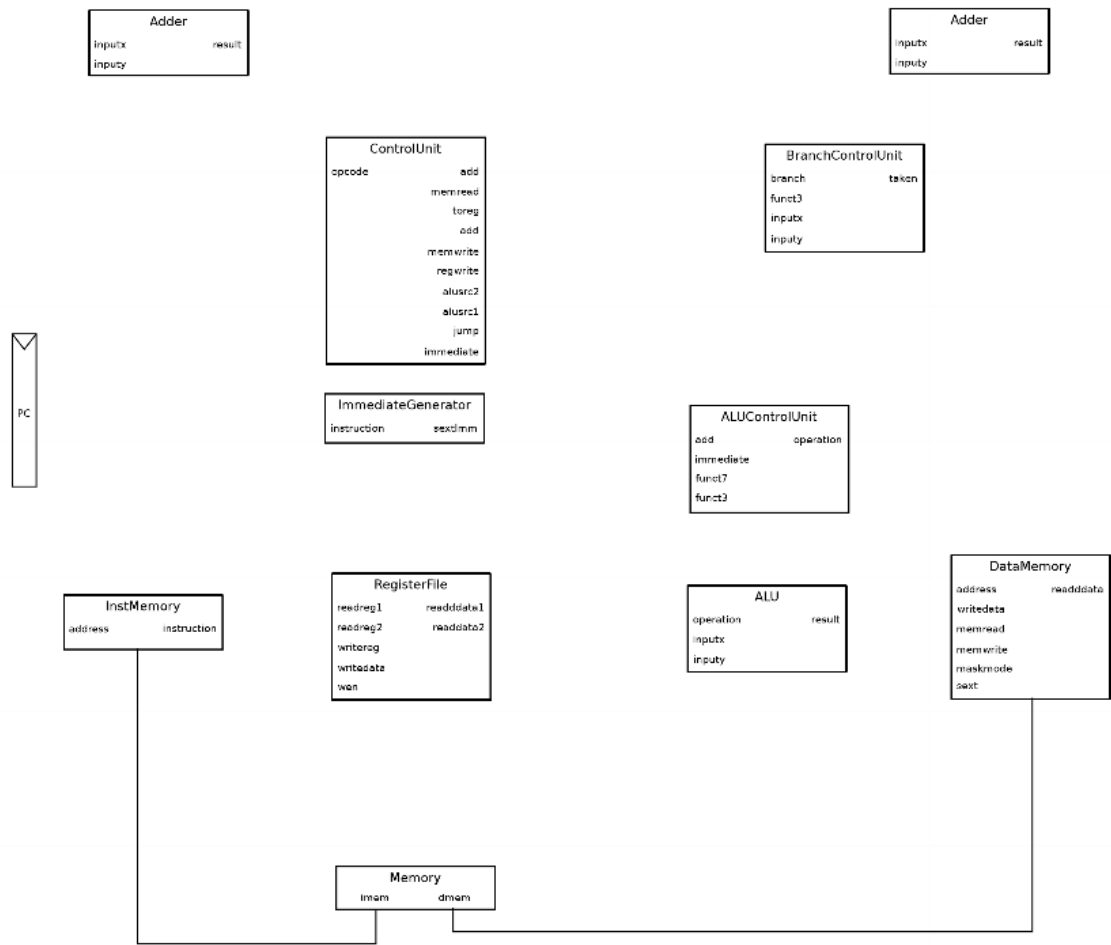 Adder
inputx result
inputy
Adder
inputx result
inputy
ControlUnit
opcode add
memread
toreg
add
memwrite
regwrite
alusrc2
alusrc1
jump
immediate
BranchControlUnit
branch taken
funct3
inputx
inputy
PC
ImmediateGenerator
instruction sextImm
ALUControlUnit
add operation
immediate
funct7
funct3
InstMemory
address instruction
RegisterFile
readreg1 readddata1
readreg2 readdata2
writereg
writedata
wen
ALU
operation result
inputx
inputy
DataMemory
address readddata
writedata
memread
memwrite
maskmode
sext
Memory
imem dmem